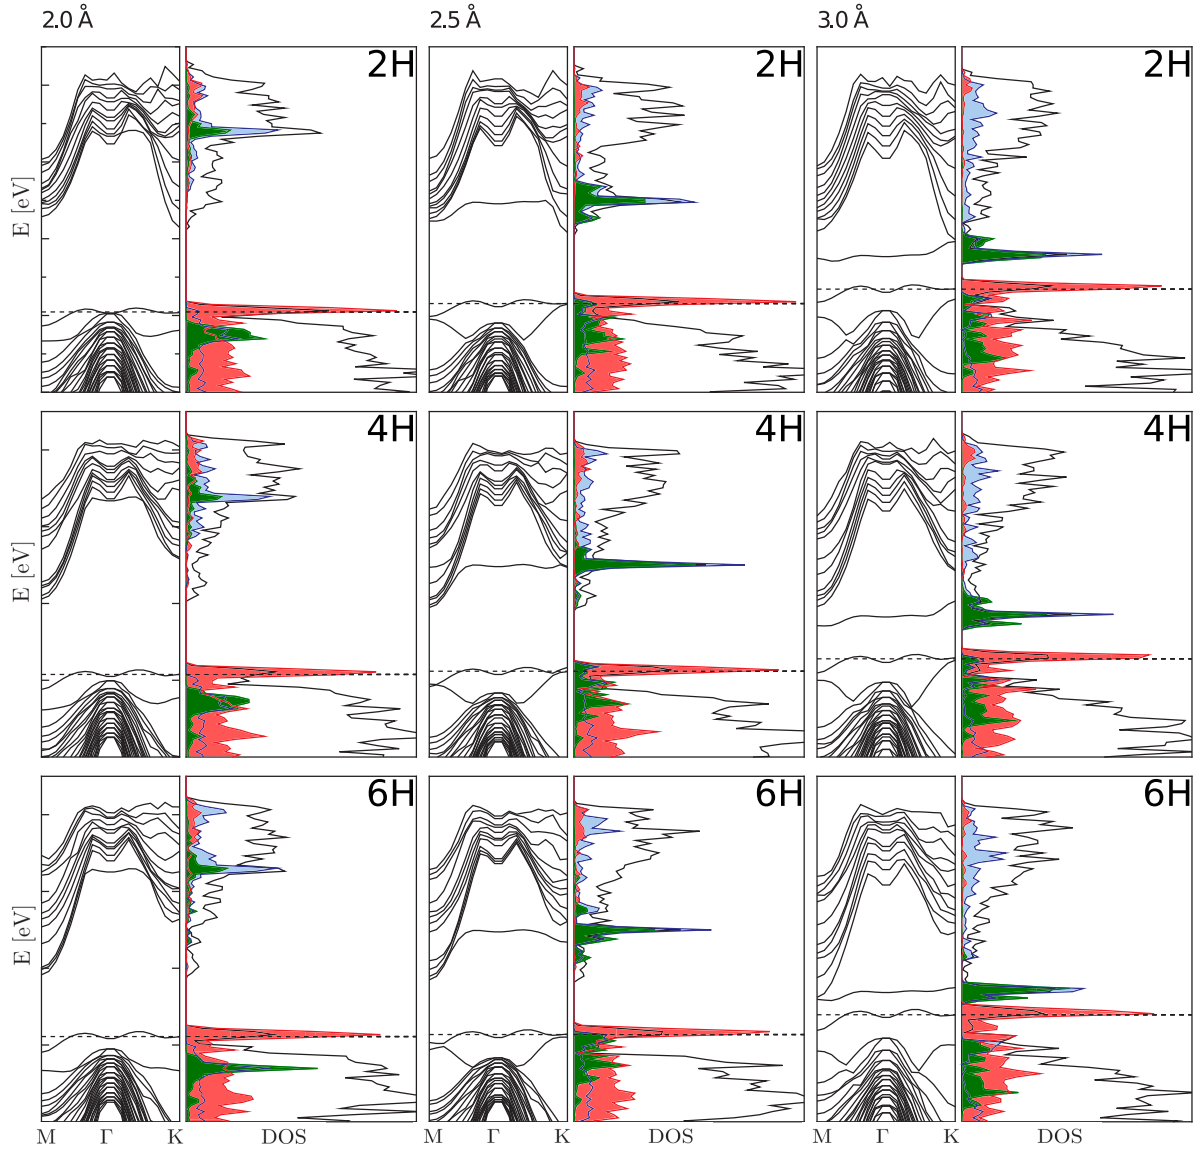 2.0 Å 2.5 Å 3.0 Å
2H 2H 2H
E [eV]
4H 4H 4H
E [eV]
6H 6H 6H
E [eV]
M Γ K DOS M Γ K DOS M Γ K DOS